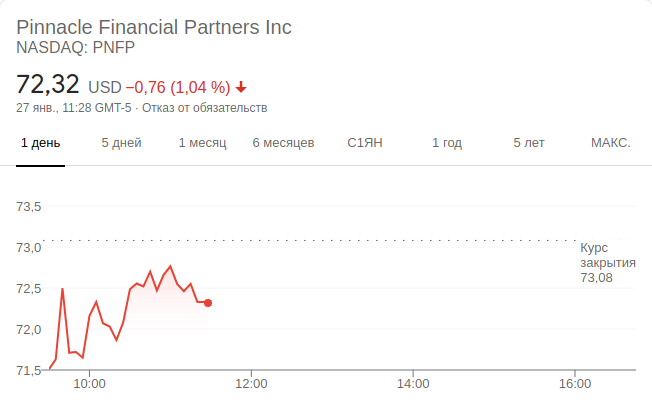 Pinnacle Financial Partners Inc
NASDAQ: PNFP
72,32 USD −0,76 (1,04 %)
27 янв., 11:28 GMT-5 · Отказ от обязательств
1 день 5 дней 1 месяц 6 месяцев С1ЯН 1 год 5 лет МАКС.
73,5
73,0
Курс
закрытия
73,08
72,5
72,0
71,5
10:00 12:00 14:00 16:00